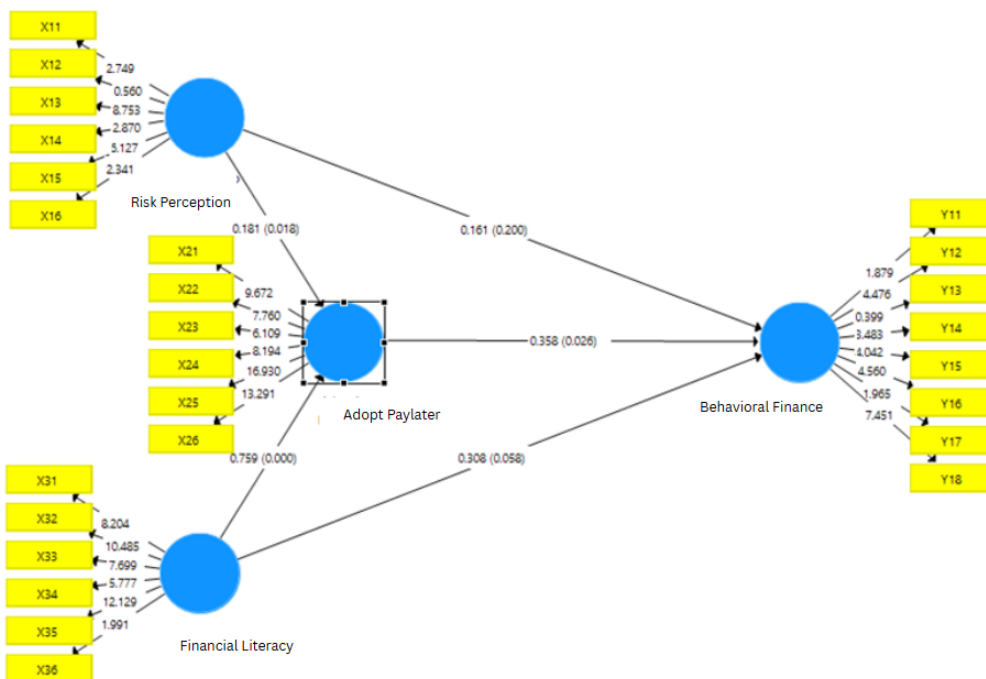 X11
X12
X13
X14
X15
X16
2.749
0.560
8.753
2.870
5.127
2.341
Risk Perception
0.181 (0.018)
0.161 (0.200)
X21
X22
X23
X24
X25
X26
9.672
7.760
6.109
8.194
16.930
13.291
Adopt Paylater
0.358 (0.026)
0.759 (0.000)
0.308 (0.058)
Y11
Y12
Y13
Y14
Y15
Y16
Y17
Y18
1.879
4.476
0.399
3.483
4.042
4.560
1.965
7.451
Behavioral Finance
X31
X32
X33
X34
X35
X36
8.204
10.485
7.699
5.777
12.129
1.991
Financial Literacy